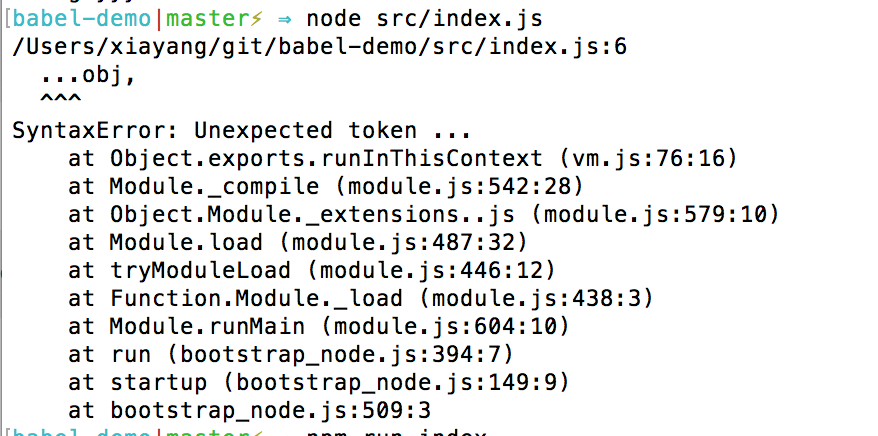 [babel-demo|master⚡ ⇒ node src/index.js
/Users/xiayang/git/babel-demo/src/index.js:6
  ...obj,
  ^^^
SyntaxError: Unexpected token ...
    at Object.exports.runInThisContext (vm.js:76:16)
    at Module._compile (module.js:542:28)
    at Object.Module._extensions..js (module.js:579:10)
    at Module.load (module.js:487:32)
    at tryModuleLoad (module.js:446:12)
    at Function.Module._load (module.js:438:3)
    at Module.runMain (module.js:604:10)
    at run (bootstrap_node.js:394:7)
    at startup (bootstrap_node.js:149:9)
    at bootstrap_node.js:509:3
[babel-demo|master⚡ npm run index